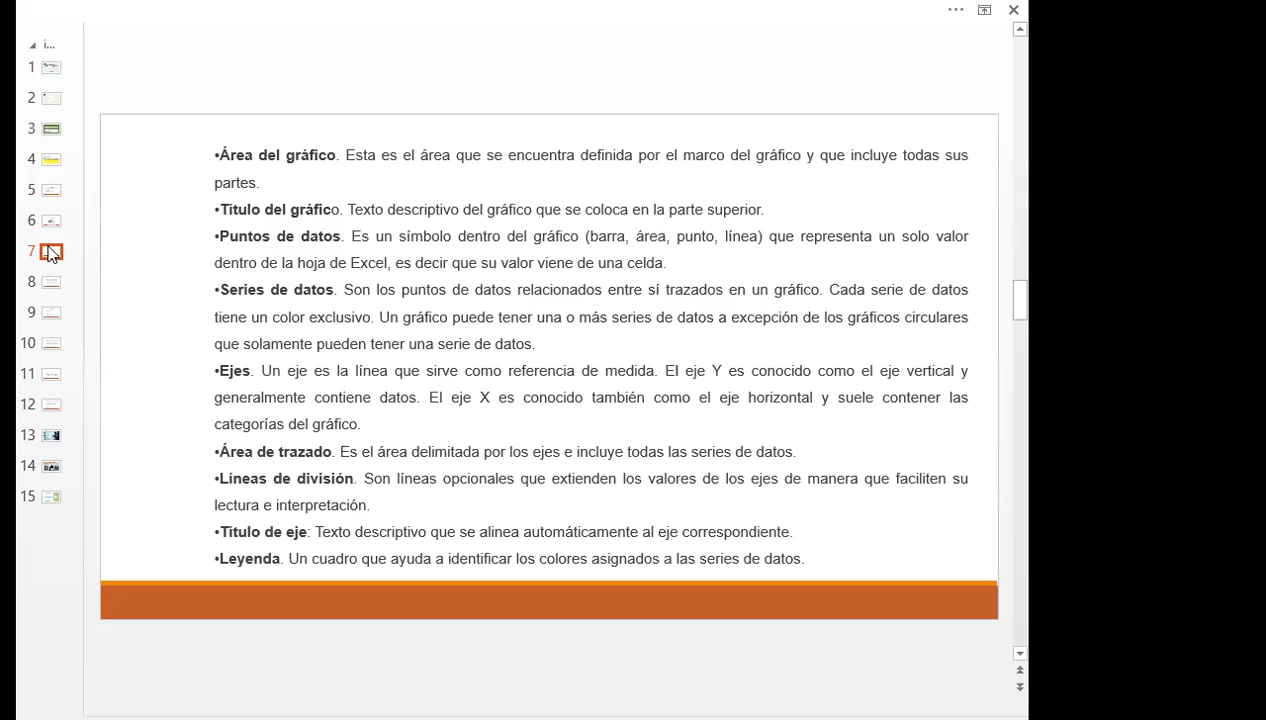 i...
1
2
3
4
5
6
7
8
9
10
11
12
13
14
15
•Área del gráfico. Esta es el área que se encuentra definida por el marco del gráfico y que incluye todas sus
partes.
•Título del gráfico. Texto descriptivo del gráfico que se coloca en la parte superior.
•Puntos de datos. Es un símbolo dentro del gráfico (barra, área, punto, línea) que representa un solo valor
dentro de la hoja de Excel, es decir que su valor viene de una celda.
•Series de datos. Son los puntos de datos relacionados entre sí trazados en un gráfico. Cada serie de datos
tiene un color exclusivo. Un gráfico puede tener una o más series de datos a excepción de los gráficos circulares
que solamente pueden tener una serie de datos.
•Ejes. Un eje es la línea que sirve como referencia de medida. El eje Y es conocido como el eje vertical y
generalmente contiene datos. El eje X es conocido también como el eje horizontal y suele contener las
categorías del gráfico.
•Área de trazado. Es el área delimitada por los ejes e incluye todas las series de datos.
•Líneas de división. Son líneas opcionales que extienden los valores de los ejes de manera que faciliten su
lectura e interpretación.
•Título de eje: Texto descriptivo que se alinea automáticamente al eje correspondiente.
•Leyenda. Un cuadro que ayuda a identificar los colores asignados a las series de datos.